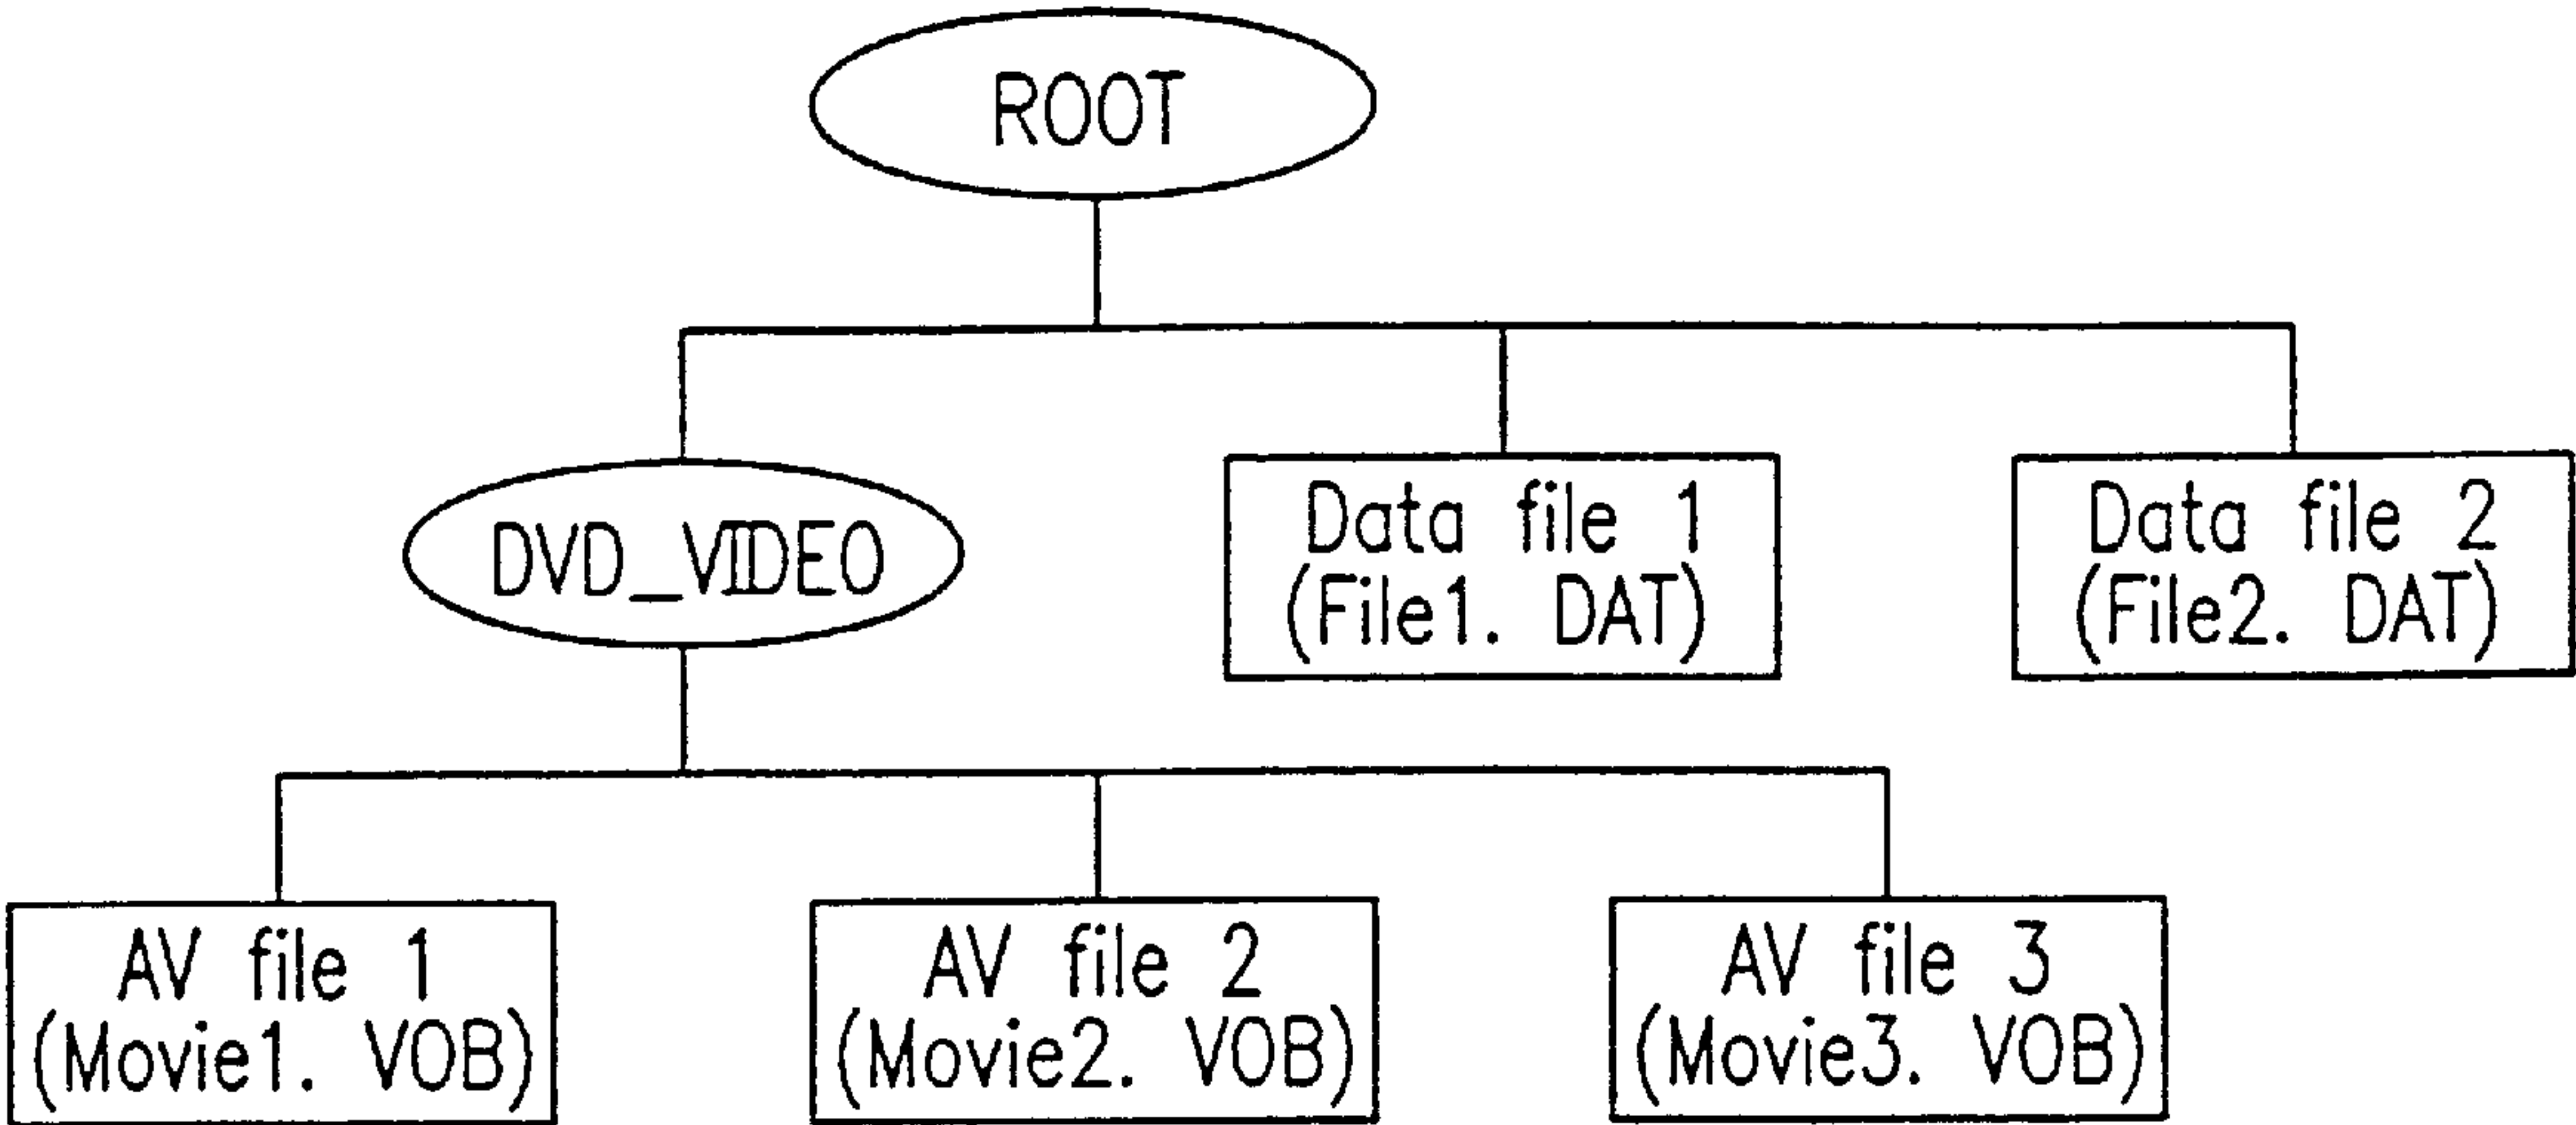 ROOT
DVD_VIDEO
Data file 1
(File1. DAT)
Data file 2
(File2. DAT)
AV file 1
(Movie1. VOB)
AV file 2
(Movie2. VOB)
AV file 3
(Movie3. VOB)